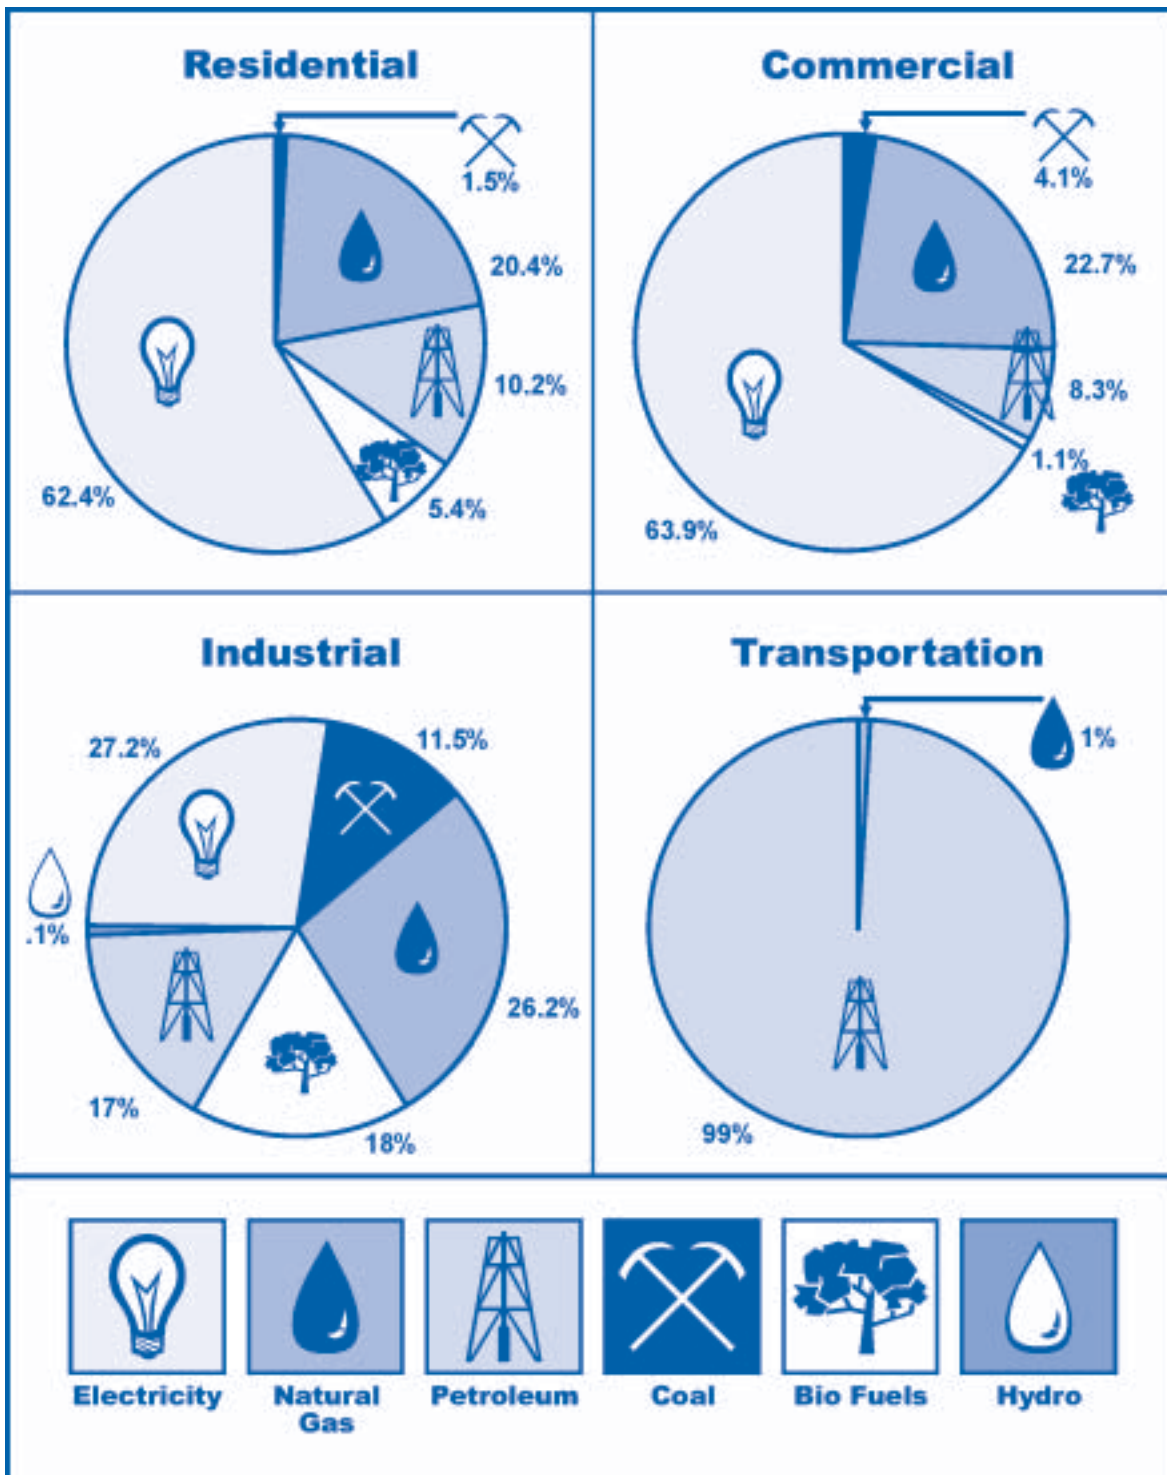 Residential
1.5%
20.4%
10.2%
5.4%
62.4%
Commercial
4.1%
22.7%
8.3%
1.1%
63.9%
Industrial
27.2%
11.5%
.1%
26.2%
17%
18%
Transportation
1%
99%
Electricity
Natural
Gas
Petroleum
Coal
Bio Fuels
Hydro